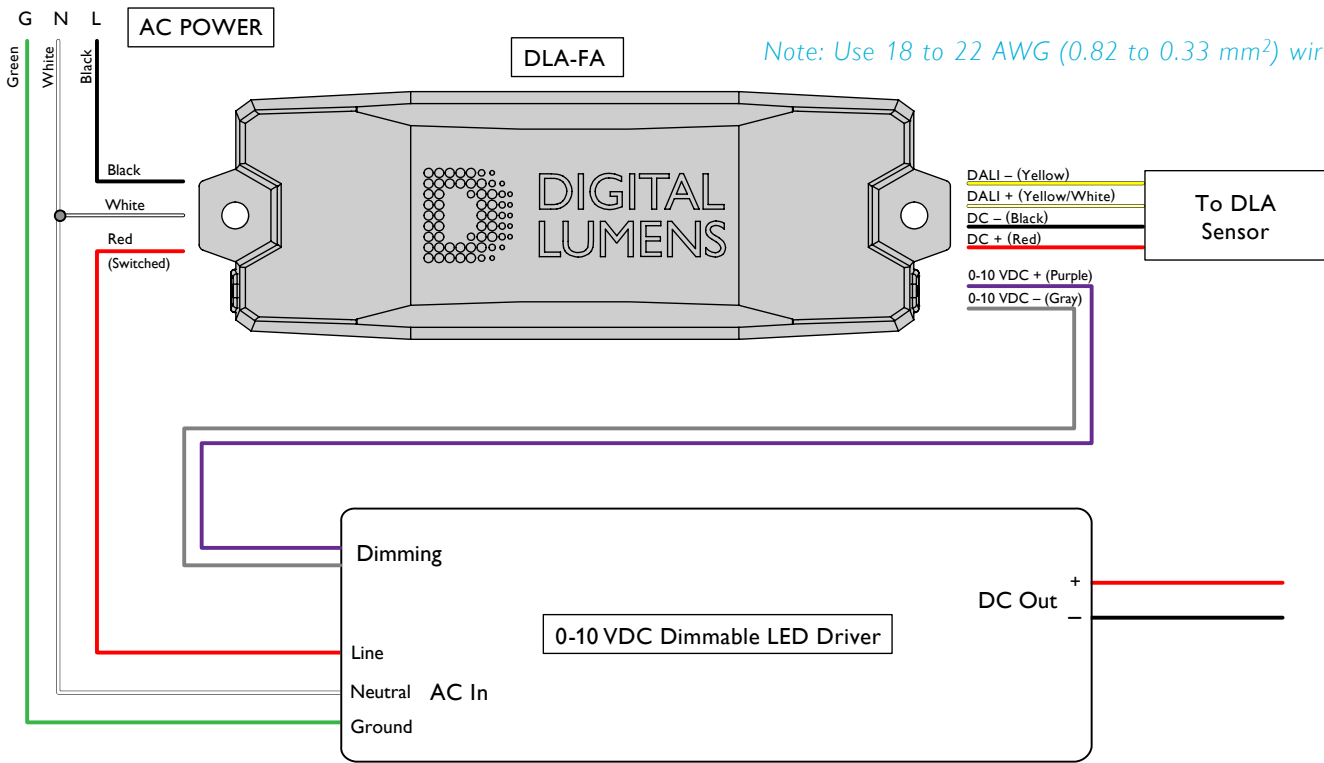 G N L
AC POWER
Green
White
Black
DLA-FA
Note: Use 18 to 22 AWG (0.82 to 0.33 mm²) wir
Black
White
Red
(Switched)
DIGITAL
LUMENS
DALI – (Yellow)
DALI + (Yellow/White)
DC – (Black)
DC + (Red)
To DLA
Sensor
0-10 VDC + (Purple)
0-10 VDC – (Gray)
Dimming
DC Out
+
–
0-10 VDC Dimmable LED Driver
Line
Neutral
AC In
Ground